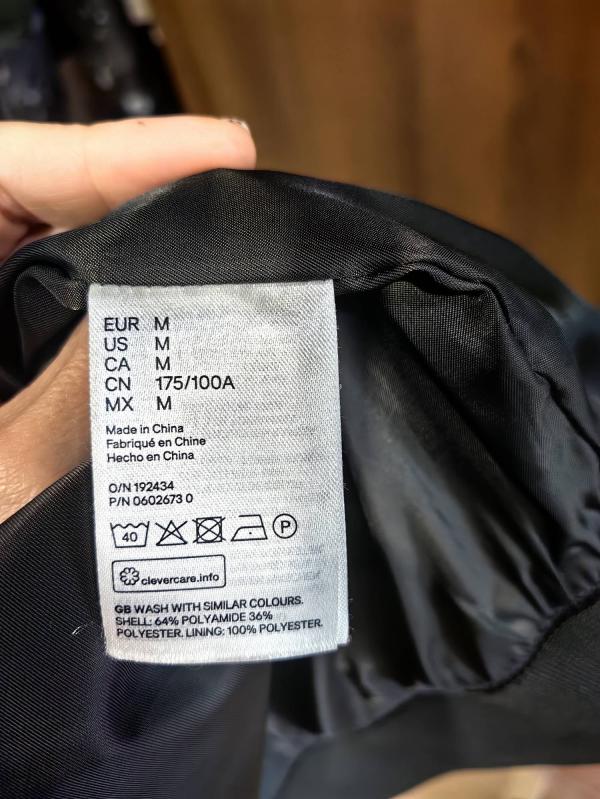 EUR M
US M
CA M
CN 175/100A
MX M
Made in China
Fabriqué en Chine
Hecho en China
O/N 192434
P/N 0602673 0
40 P
clevercare.info
GB WASH WITH SIMILAR COLOURS.
SHELL: 64% POLYAMIDE 36%
POLYESTER. LINING: 100% POLYESTER.